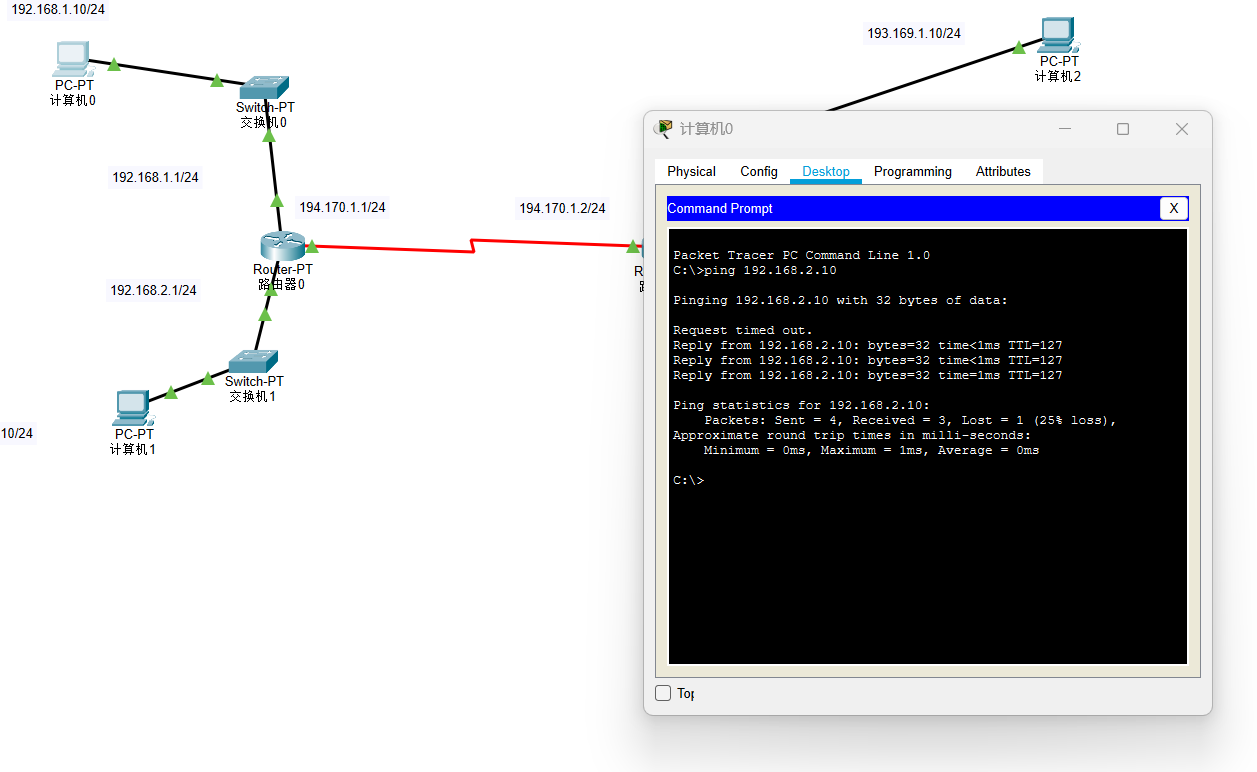 192.168.1.10/24
PC-PT
计算机0
Switch-PT
交换机0
192.168.1.1/24
194.170.1.1/24
194.170.1.2/24
Router-PT
路由器0
192.168.2.1/24
Switch-PT
交换机1
10/24
PC-PT
计算机1
193.169.1.10/24
PC-PT
计算机2
R
计算机0
Physical Config Desktop Programming Attributes
Command Prompt X
Packet Tracer PC Command Line 1.0
C:\>ping 192.168.2.10
Pinging 192.168.2.10 with 32 bytes of data:
Request timed out.
Reply from 192.168.2.10: bytes=32 time<1ms TTL=127
Reply from 192.168.2.10: bytes=32 time<1ms TTL=127
Reply from 192.168.2.10: bytes=32 time=1ms TTL=127
Ping statistics for 192.168.2.10:
Packets: Sent = 4, Received = 3, Lost = 1 (25% loss),
Approximate round trip times in milli-seconds:
Minimum = 0ms, Maximum = 1ms, Average = 0ms
C:\>
Top